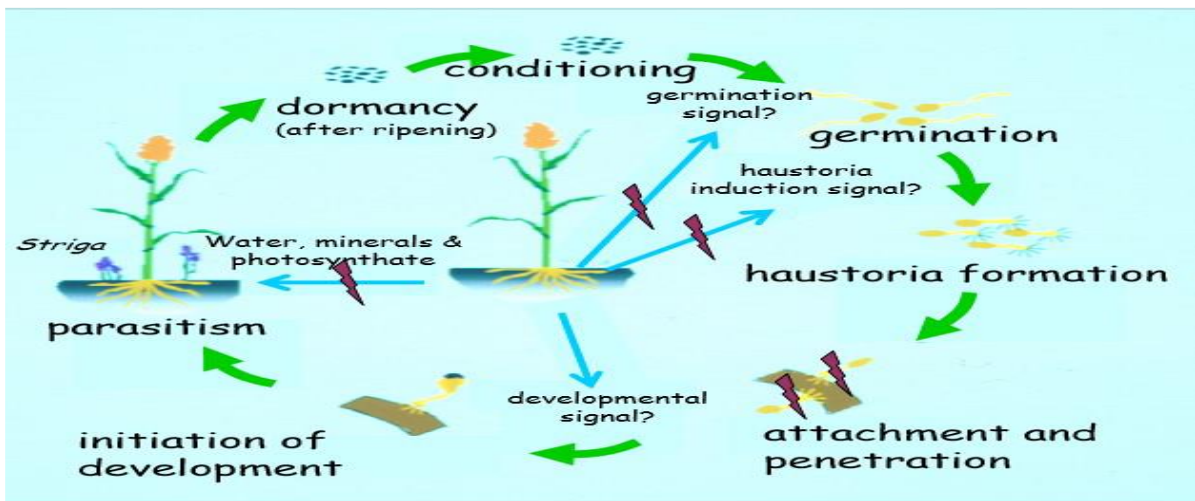 conditioning
dormancy
(after ripening)
germination
signal?
germination
haustoria
induction signal?
Striga
Water, minerals &
photosynthate
haustoria formation
parasitism
developmental
signal?
attachment and
penetration
initiation of
development